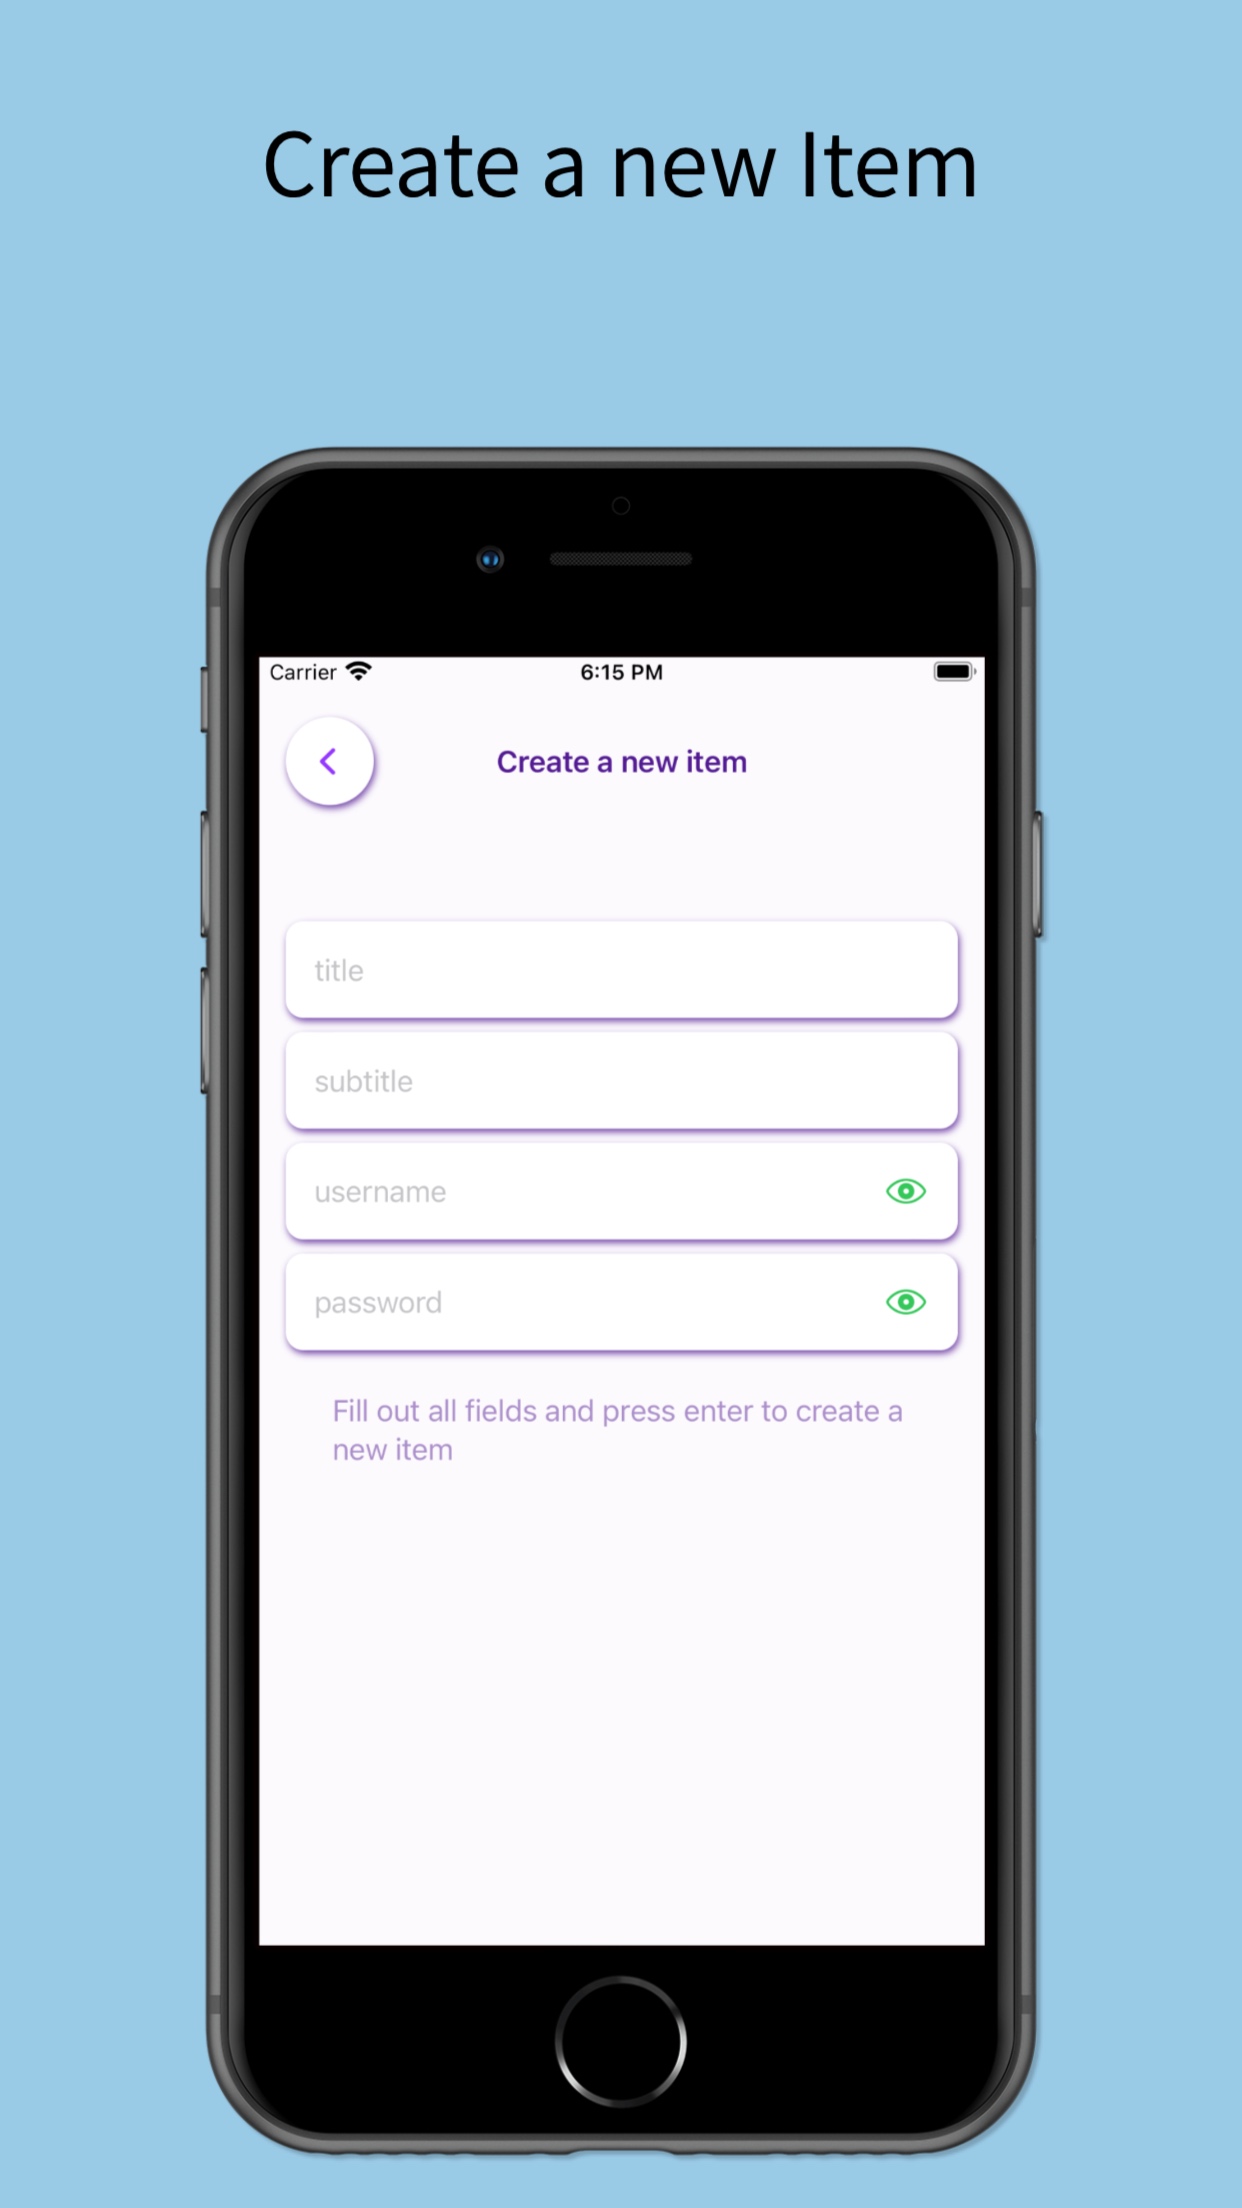 Create a new Item
Carrier
6:15 PM
Create a new item
title
subtitle
username
password
Fill out all fields and press enter to create a
new item